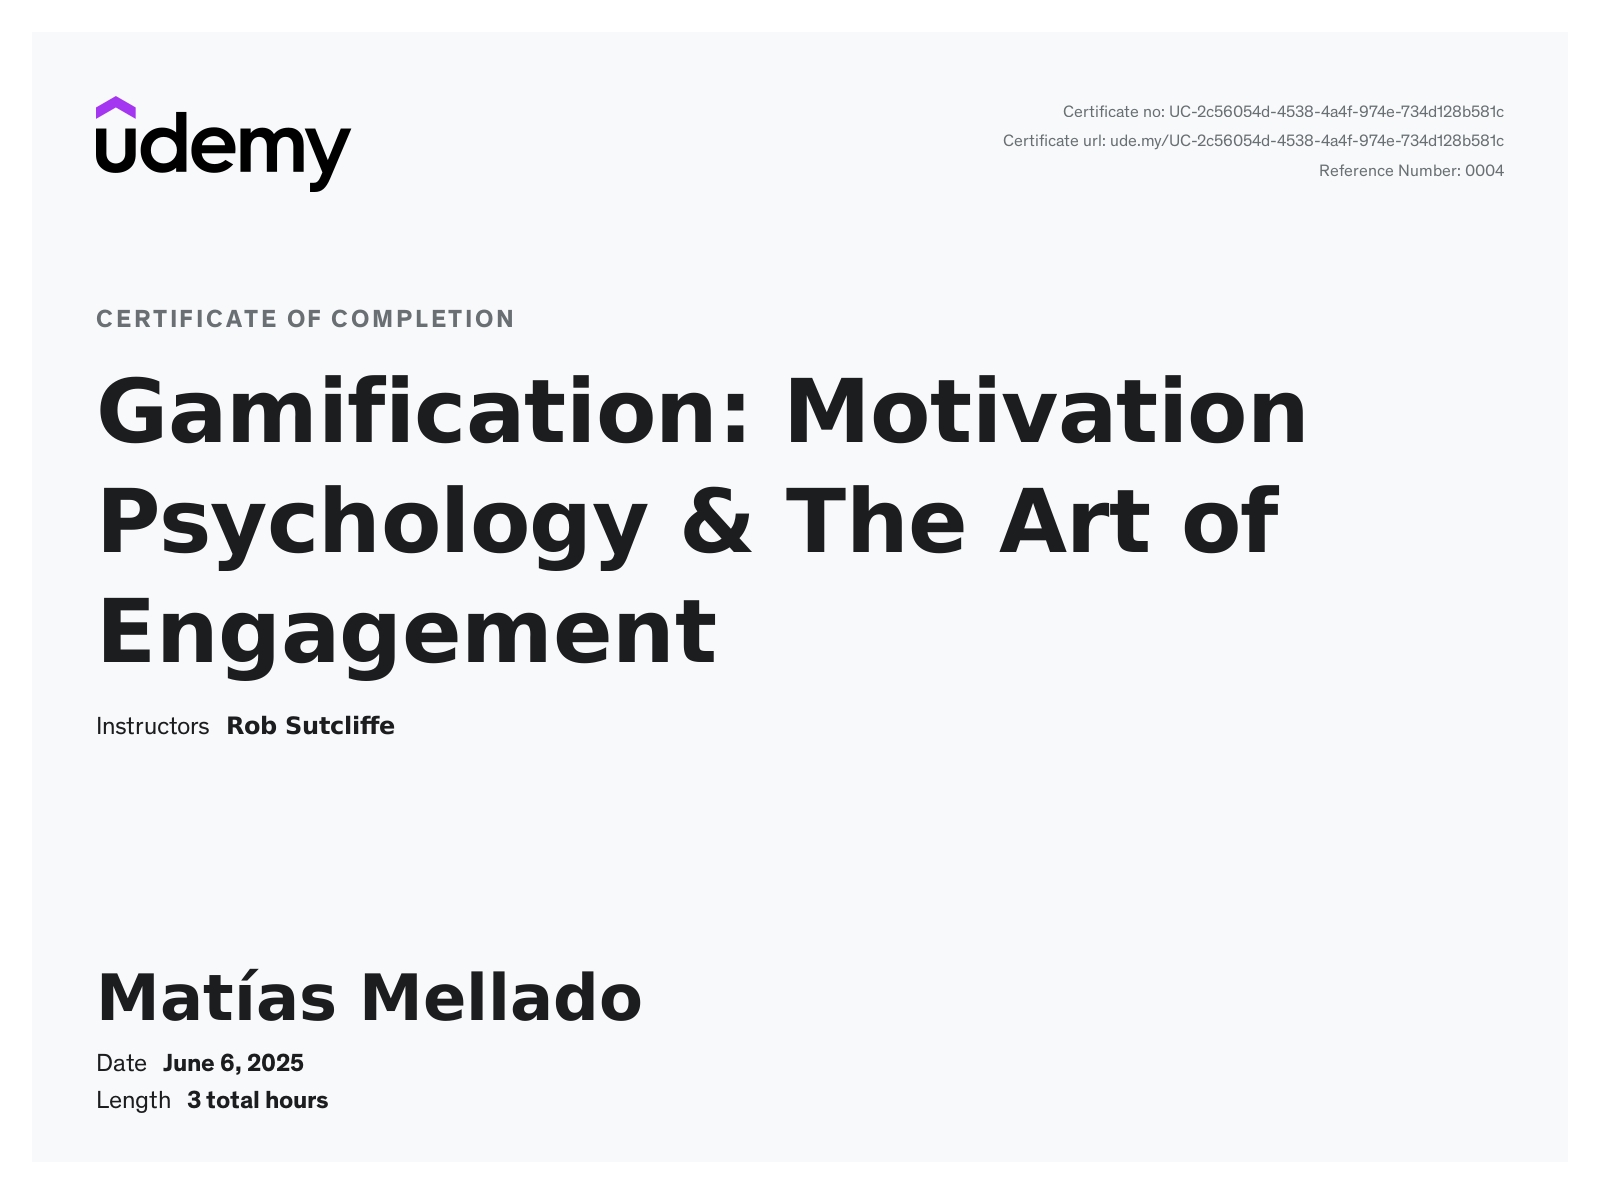 udemy
Certificate no: UC-2c56054d-4538-4a4f-974e-734d128b581c
Certificate url: ude.my/UC-2c56054d-4538-4a4f-974e-734d128b581c
Reference Number: 0004
CERTIFICATE OF COMPLETION
Gamification: Motivation
Psychology & The Art of
Engagement
Instructors Rob Sutcliffe
Matías Mellado
Date June 6, 2025
Length 3 total hours